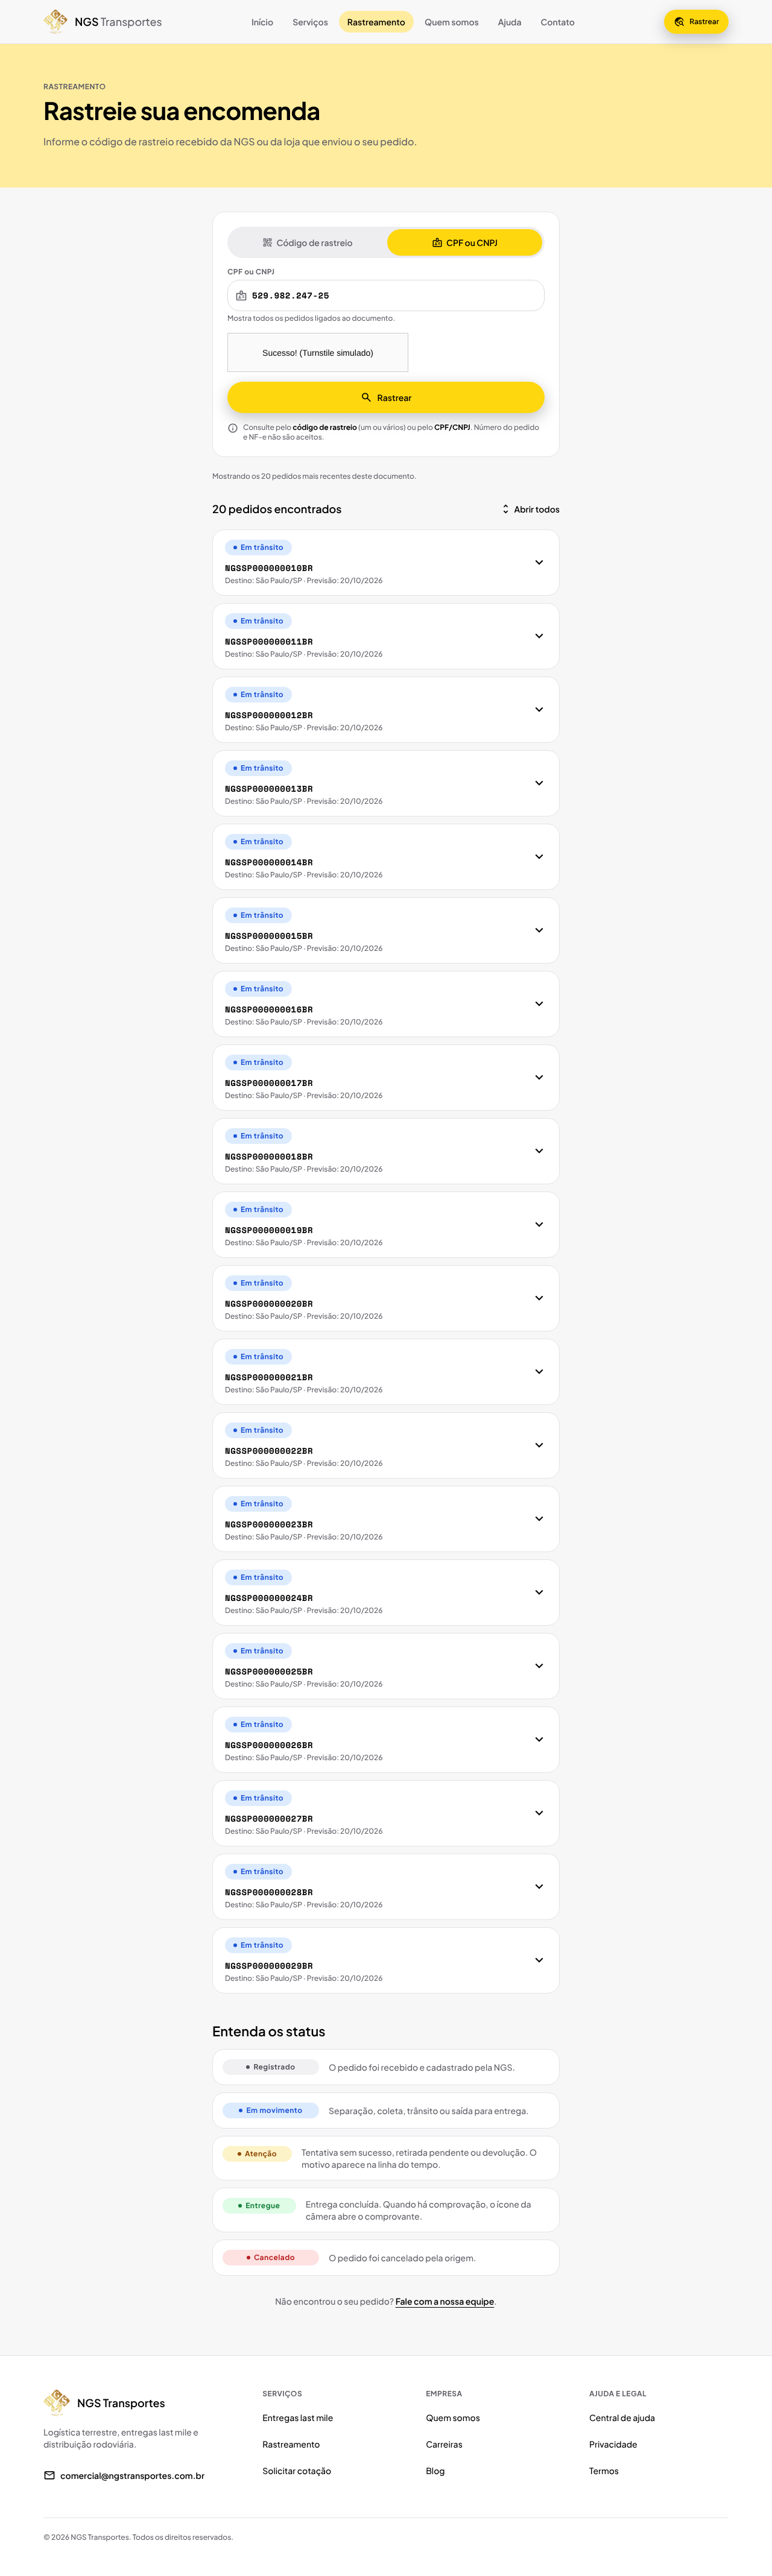 NGS Transportes
Início
Serviços
Rastreamento
Quem somos
Ajuda
Contato
Rastrear
RASTREAMENTO
Rastreie sua encomenda
Informe o código de rastreio recebido da NGS ou da loja que enviou o seu pedido.
Código de rastreio
CPF ou CNPJ
CPF ou CNPJ
529.982.247-25
Mostra todos os pedidos ligados ao documento.
Sucesso! (Turnstile simulado)
Rastrear
Consulte pelo código de rastreio (um ou vários) ou pelo CPF/CNPJ. Número do pedido
e NF-e não são aceitos.
Mostrando os 20 pedidos mais recentes deste documento.
20 pedidos encontrados
Abrir todos
Em trânsito
NGSSP000000010BR
Destino: São Paulo/SP · Previsão: 20/10/2026
Em trânsito
NGSSP000000011BR
Destino: São Paulo/SP · Previsão: 20/10/2026
Em trânsito
NGSSP000000012BR
Destino: São Paulo/SP · Previsão: 20/10/2026
Em trânsito
NGSSP000000013BR
Destino: São Paulo/SP · Previsão: 20/10/2026
Em trânsito
NGSSP000000014BR
Destino: São Paulo/SP · Previsão: 20/10/2026
Em trânsito
NGSSP000000015BR
Destino: São Paulo/SP · Previsão: 20/10/2026
Em trânsito
NGSSP000000016BR
Destino: São Paulo/SP · Previsão: 20/10/2026
Em trânsito
NGSSP000000017BR
Destino: São Paulo/SP · Previsão: 20/10/2026
Em trânsito
NGSSP000000018BR
Destino: São Paulo/SP · Previsão: 20/10/2026
Em trânsito
NGSSP000000019BR
Destino: São Paulo/SP · Previsão: 20/10/2026
Em trânsito
NGSSP000000020BR
Destino: São Paulo/SP · Previsão: 20/10/2026
Em trânsito
NGSSP000000021BR
Destino: São Paulo/SP · Previsão: 20/10/2026
Em trânsito
NGSSP000000022BR
Destino: São Paulo/SP · Previsão: 20/10/2026
Em trânsito
NGSSP000000023BR
Destino: São Paulo/SP · Previsão: 20/10/2026
Em trânsito
NGSSP000000024BR
Destino: São Paulo/SP · Previsão: 20/10/2026
Em trânsito
NGSSP000000025BR
Destino: São Paulo/SP · Previsão: 20/10/2026
Em trânsito
NGSSP000000026BR
Destino: São Paulo/SP · Previsão: 20/10/2026
Em trânsito
NGSSP000000027BR
Destino: São Paulo/SP · Previsão: 20/10/2026
Em trânsito
NGSSP000000028BR
Destino: São Paulo/SP · Previsão: 20/10/2026
Em trânsito
NGSSP000000029BR
Destino: São Paulo/SP · Previsão: 20/10/2026
Entenda os status
Registrado
O pedido foi recebido e cadastrado pela NGS.
Em movimento
Separação, coleta, trânsito ou saída para entrega.
Atenção
Tentativa sem sucesso, retirada pendente ou devolução. O
motivo aparece na linha do tempo.
Entregue
Entrega concluída. Quando há comprovação, o ícone da
câmera abre o comprovante.
Cancelado
O pedido foi cancelado pela origem.
Não encontrou o seu pedido? Fale com a nossa equipe.
NGS Transportes
Logística terrestre, entregas last mile e
distribuição rodoviária.
comercial@ngstransportes.com.br
SERVIÇOS
Entregas last mile
Rastreamento
Solicitar cotação
EMPRESA
Quem somos
Carreiras
Blog
AJUDA E LEGAL
Central de ajuda
Privacidade
Termos
© 2026 NGS Transportes. Todos os direitos reservados.